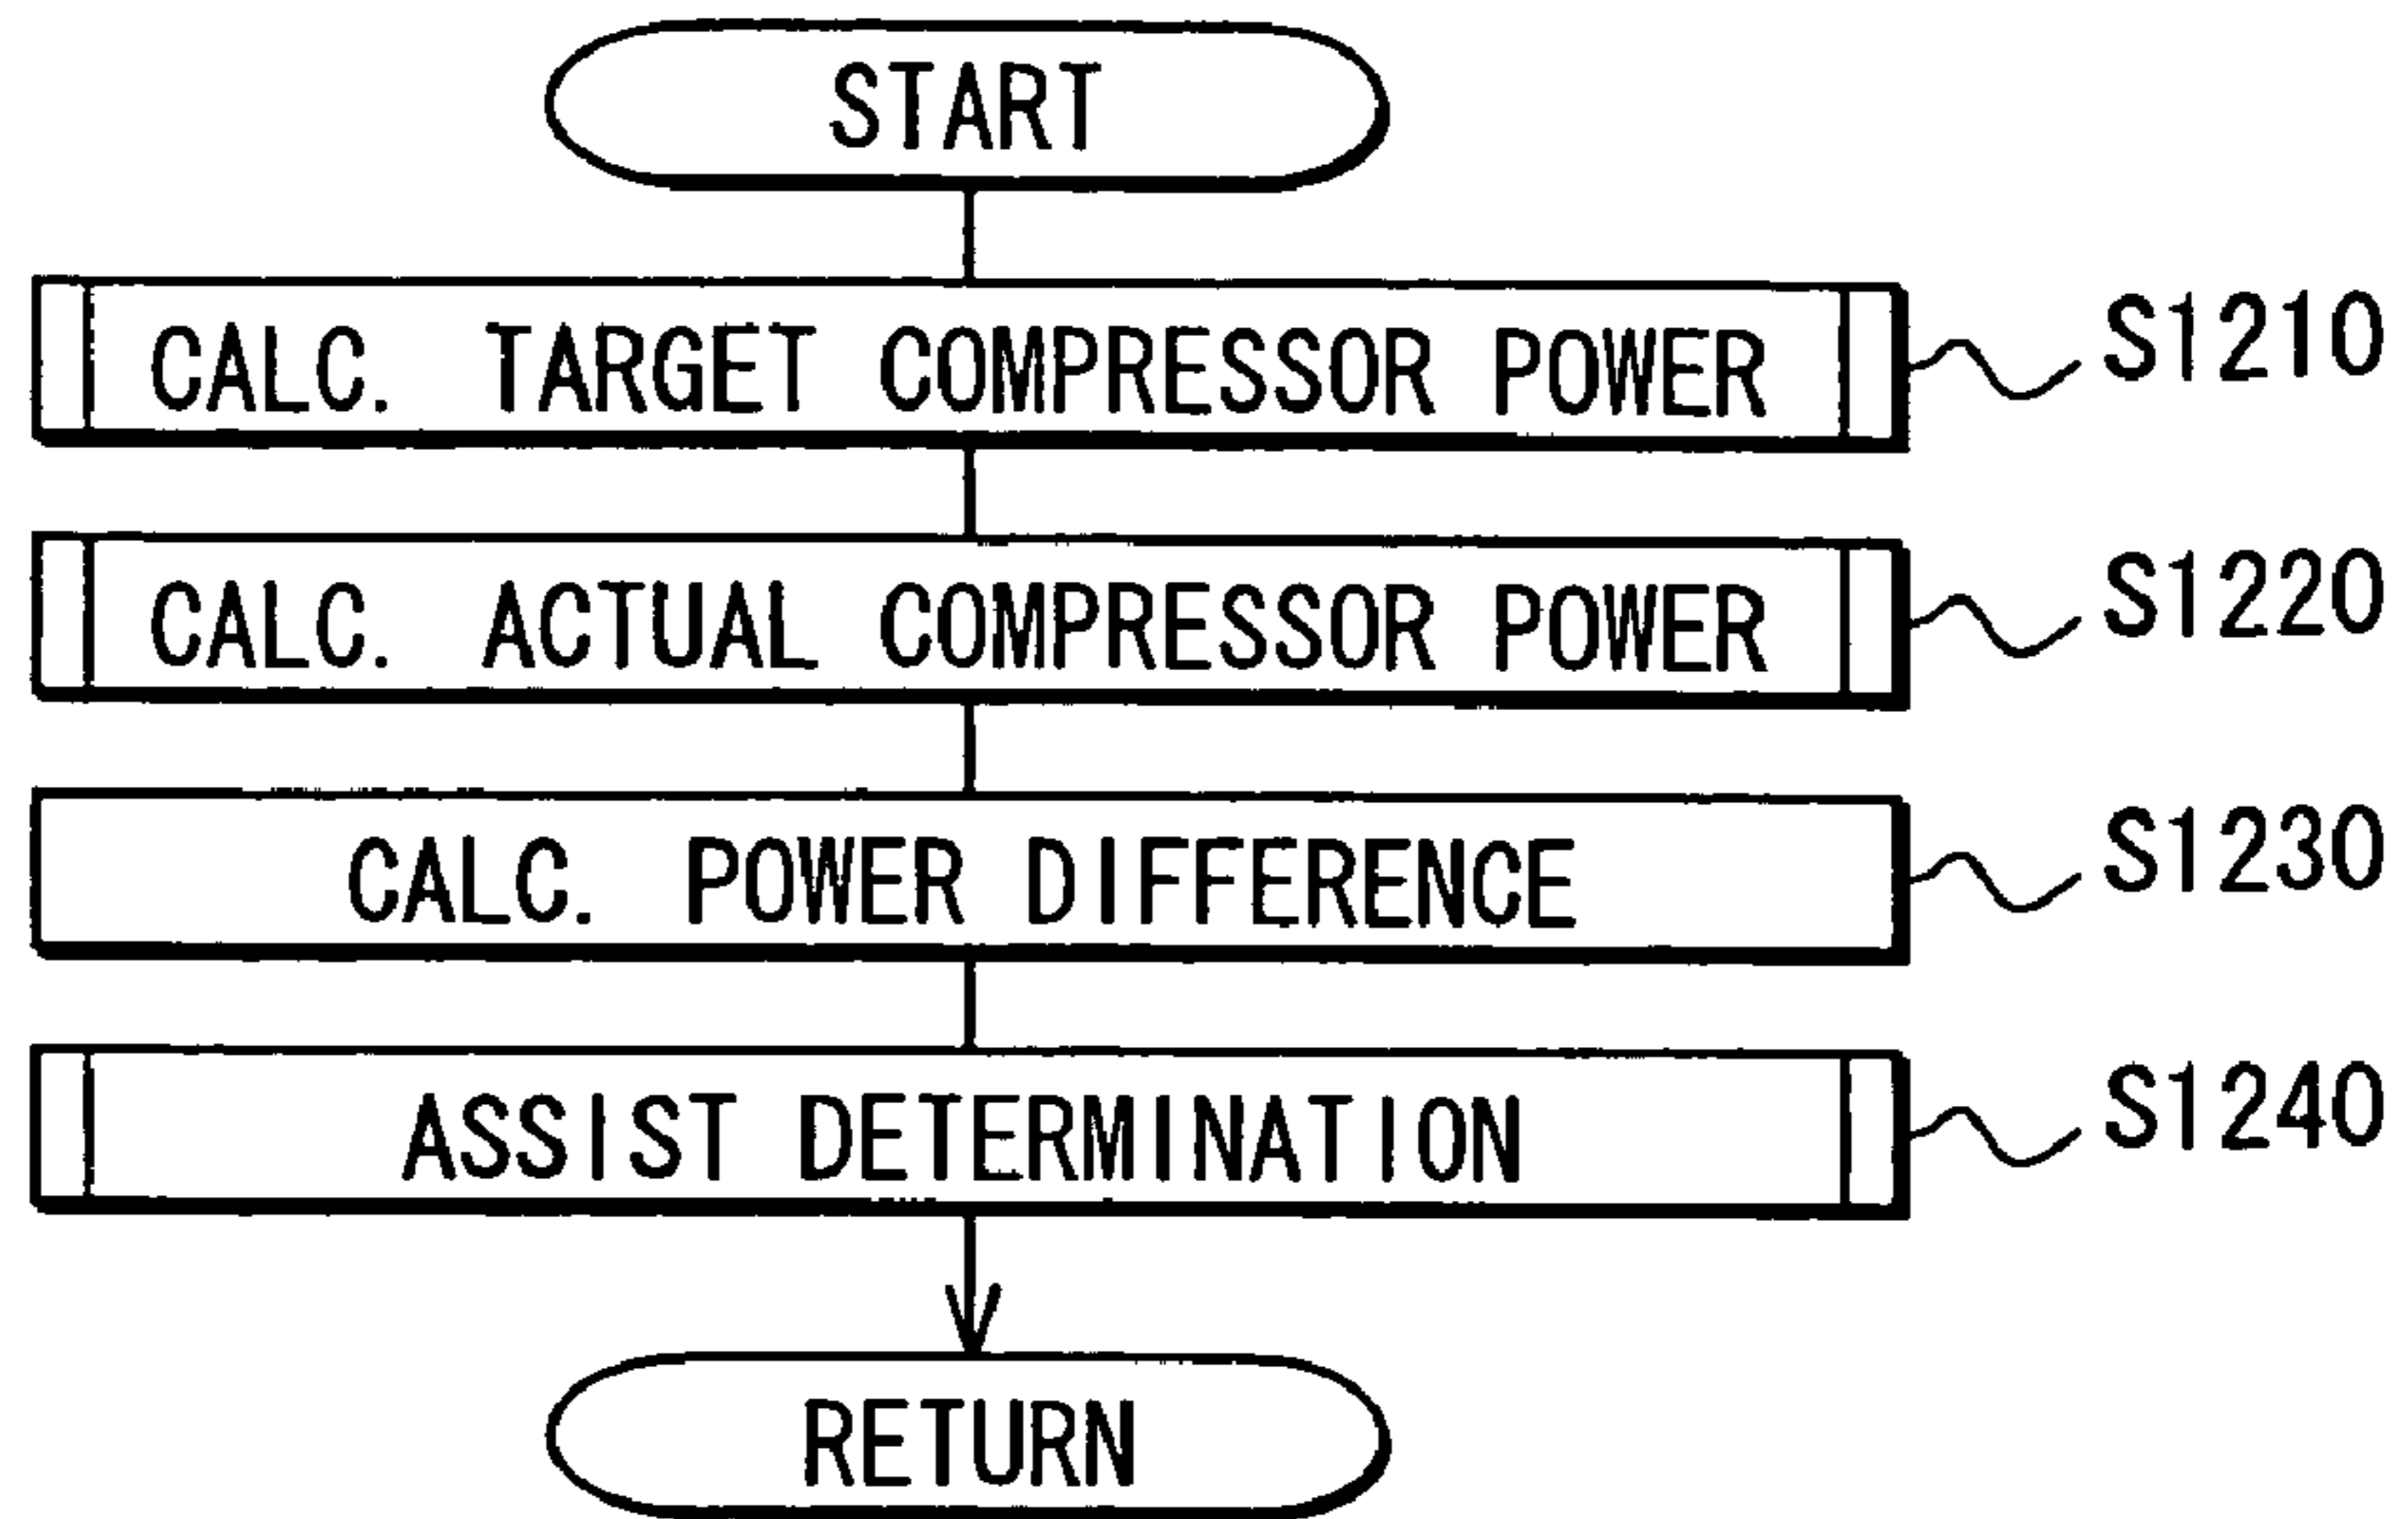 START
CALC. TARGET COMPRESSOR POWER S1210
CALC. ACTUAL COMPRESSOR POWER S1220
CALC. POWER DIFFERENCE S1230
ASSIST DETERMINATION S1240
RETURN